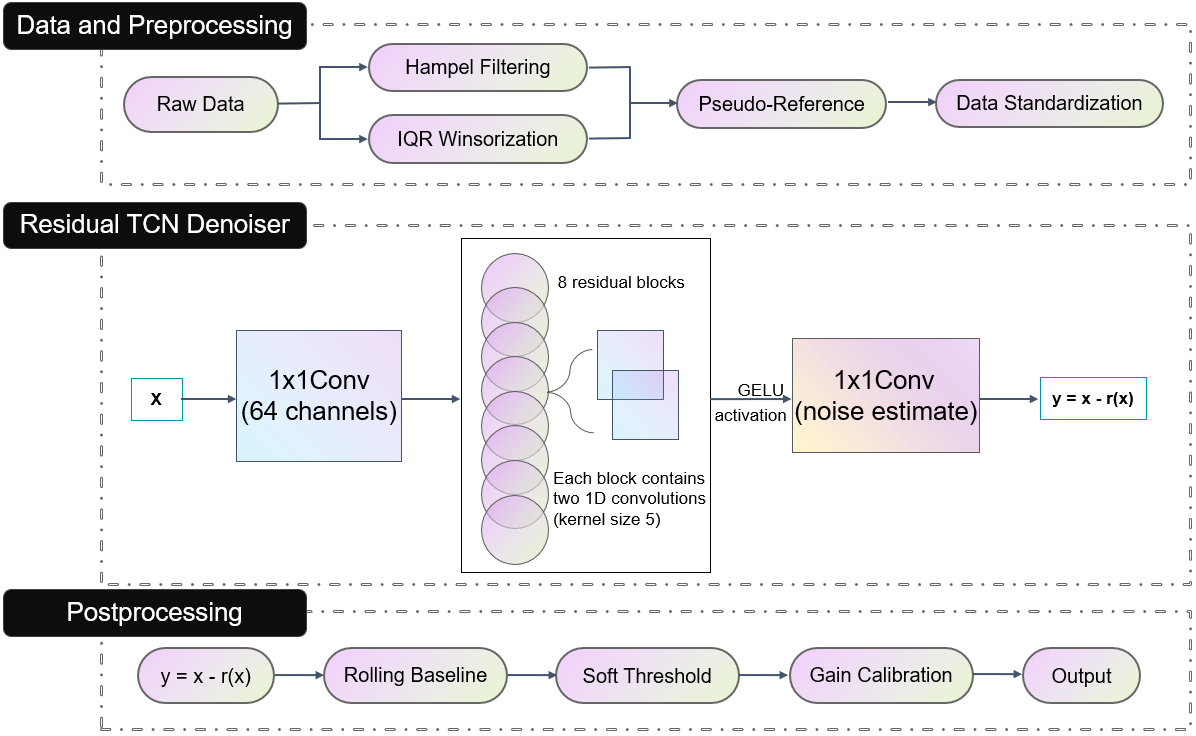 Data and Preprocessing
Raw Data
Hampel Filtering
IQR Winsorization
Pseudo-Reference
Data Standardization
Residual TCN Denoiser
x
1x1Conv
(64 channels)
8 residual blocks
Each block contains
two 1D convolutions
(kernel size 5)
GELU
activation
1x1Conv
(noise estimate)
y = x - r(x)
Postprocessing
y = x - r(x)
Rolling Baseline
Soft Threshold
Gain Calibration
Output